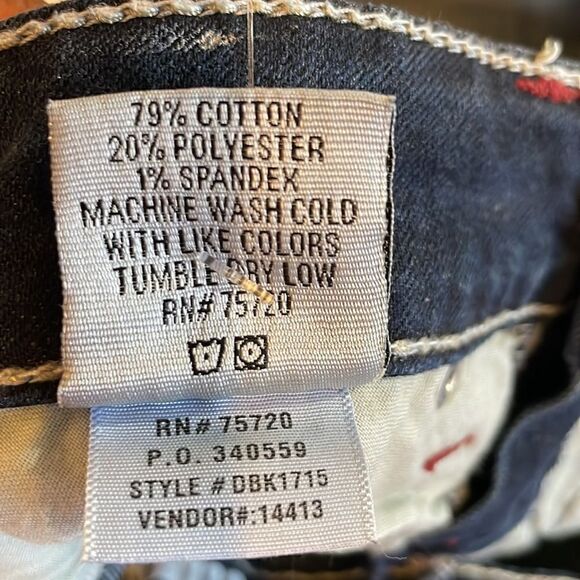 79% COTTON
20% POLYESTER
1% SPANDEX
MACHINE WASH COLD
WITH LIKE COLORS
TUMBLE DRY LOW
RN# 75720
RN# 75720
P.O. 340559
STYLE # DBK1715
VENDOR#:14413